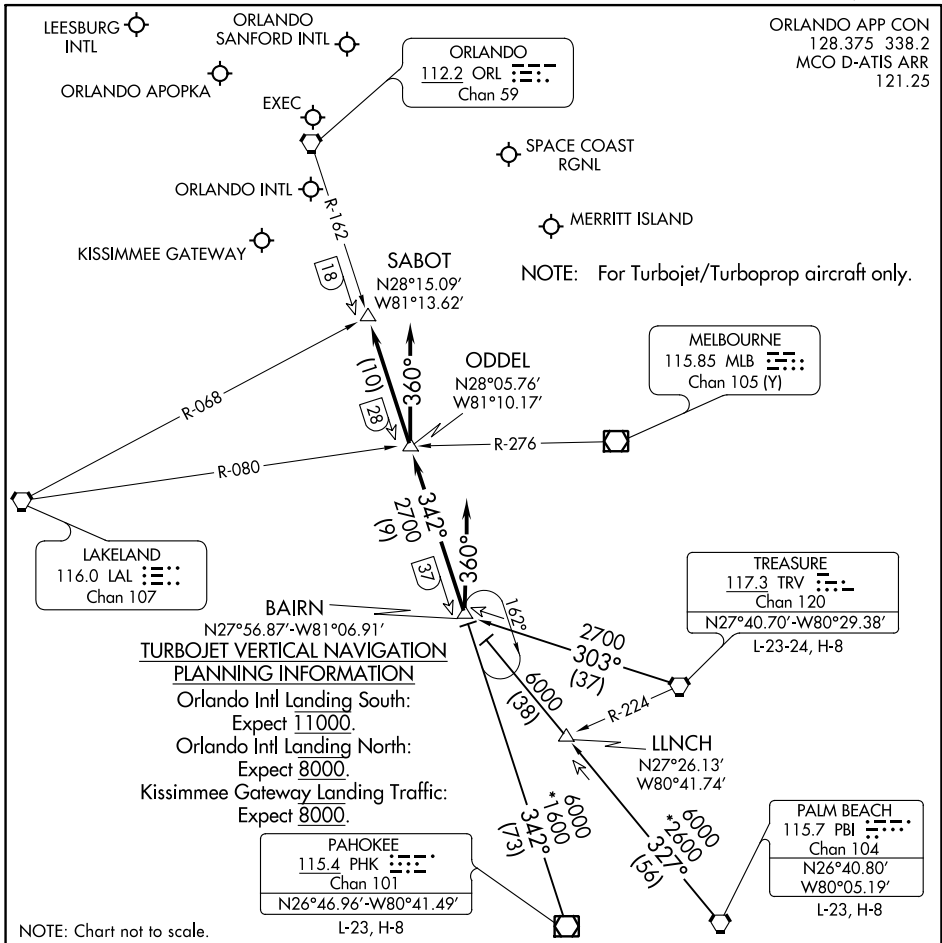 LEESBURG
INTL
ORLANDO
SANFORD INTL
ORLANDO APOPKA
EXEC
ORLANDO
112.2 ORL
Chan 59
ORLANDO APP CON
128.375 338.2
MCO D-ATIS ARR
121.25
SPACE COAST
RGNL
ORLANDO INTL
R-162
MERRITT ISLAND
KISSIMMEE GATEWAY
18
SABOT
N28°15.09'
W81°13.62'
NOTE: For Turbojet/Turboprop aircraft only.
MELBOURNE
115.85 MLB
Chan 105 (Y)
ODDEL
N28°05.76'
W81°10.17'
(10)
360°
28
R-068
R-080
R-276
342°
2700
(9)
37
360°
LAKELAND
116.0 LAL
Chan 107
BAIRN
N27°56.87'-W81°06.91'
162°
TREASURE
117.3 TRV
Chan 120
N27°40.70'-W80°29.38'
L-23-24, H-8
2700
303°
(37)
6000
(38)
R-224
LLNCH
N27°26.13'
W80°41.74'
TURBOJET VERTICAL NAVIGATION
PLANNING INFORMATION
Orlando Intl Landing South:
Expect 11000.
Orlando Intl Landing North:
Expect 8000.
Kissimmee Gateway Landing Traffic:
Expect 8000.
6000
*1600
342°
(73)
6000
*2600
327°
(56)
PAHOKEE
115.4 PHK
Chan 101
N26°46.96'-W80°41.49'
L-23, H-8
PALM BEACH
115.7 PBI
Chan 104
N26°40.80'
W80°05.19'
L-23, H-8
NOTE: Chart not to scale.